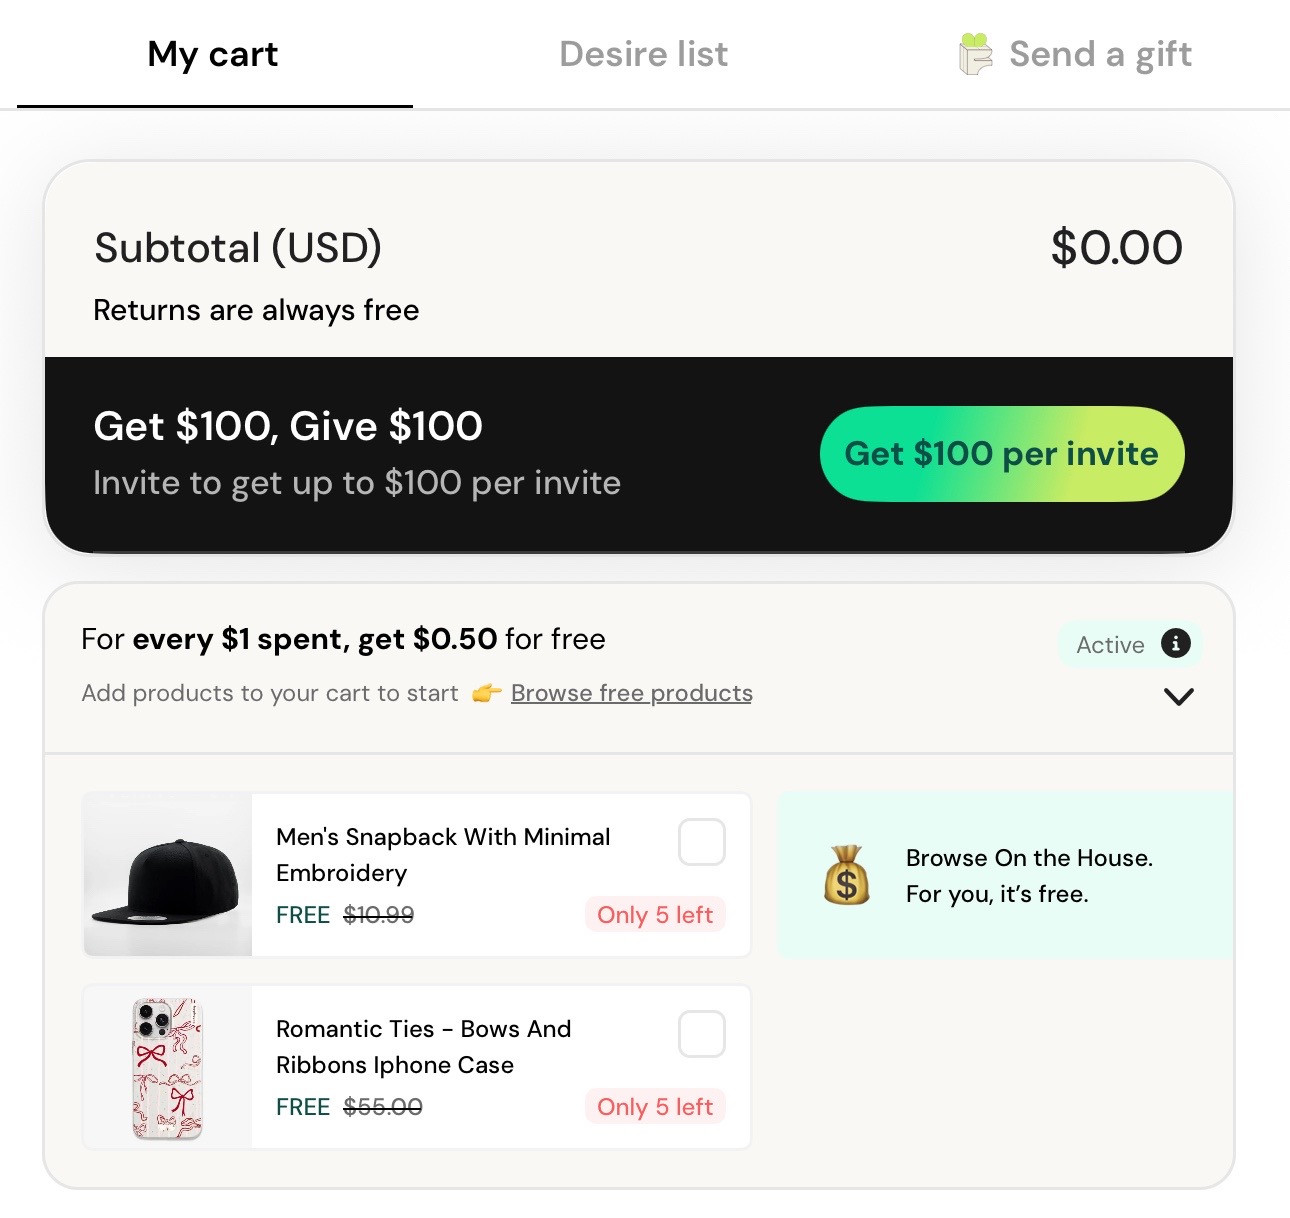 My cart
Desire list
Send a gift
Subtotal (USD)
$0.00
Returns are always free
Get $100, Give $100
Invite to get up to $100 per invite
Get $100 per invite
For every $1 spent, get $0.50 for free
Active
Add products to your cart to start 👉 Browse free products
Men's Snapback With Minimal
Embroidery
FREE $10.99
Only 5 left
Browse On the House.
For you, it’s free.
Romantic Ties - Bows And
Ribbons Iphone Case
FREE $55.00
Only 5 left